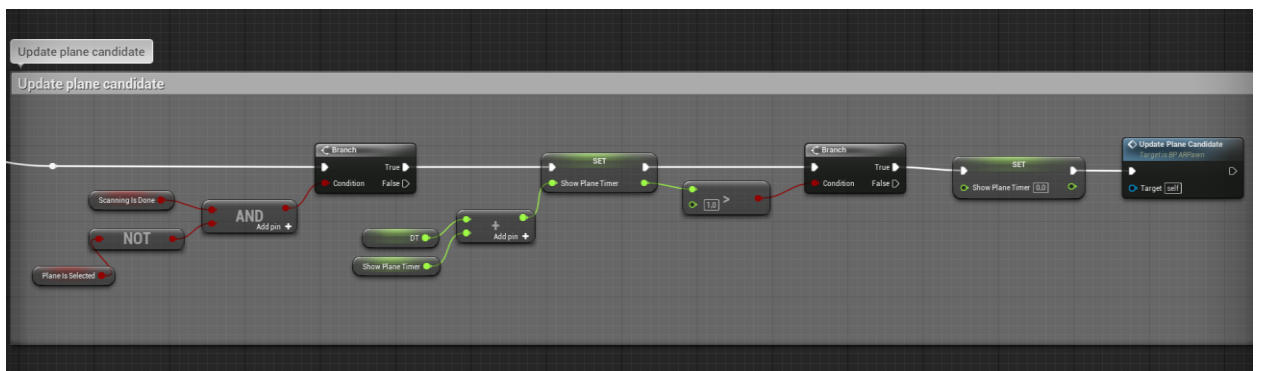 Update plane candidate
Update plane candidate
Branch
True
Condition
False
Scanning Is Done
AND
Add pin +
NOT
Plane Is Selected
DT
+
Add pin +
Show Plane Timer
SET
Show Plane Timer
1,0
>
Branch
True
Condition
False
SET
Show Plane Timer 0,0
Update Plane Candidate
Target is BP ARPawn
Target self